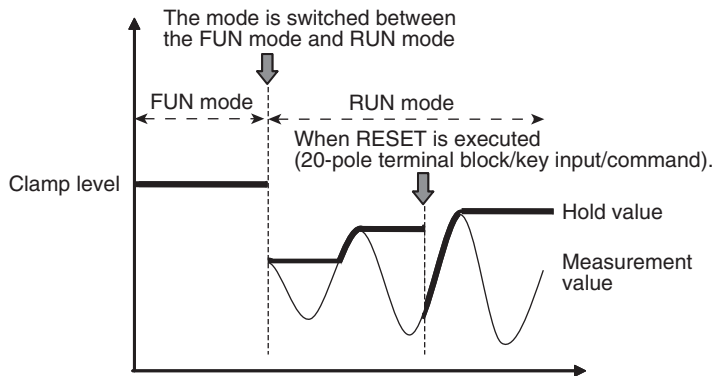 The mode is switched between
the FUN mode and RUN mode
FUN mode
RUN mode
When RESET is executed
(20-pole terminal block/key input/command).
Clamp level
Hold value
Measurement
value